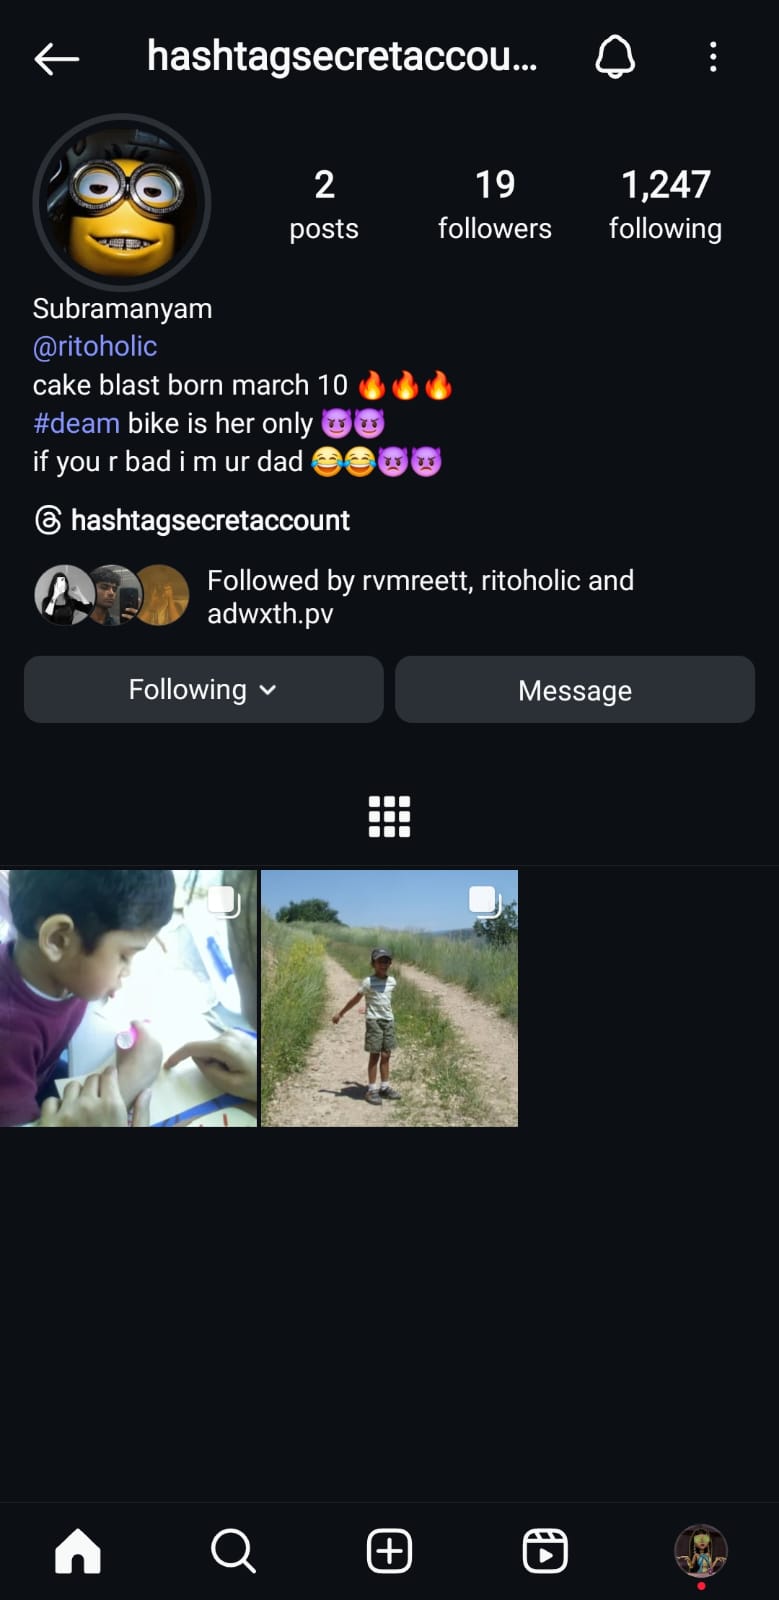 hashtagsecretaccou...
2
posts
19
followers
1,247
following
Subramanyam
@ritoholic
cake blast born march 10 🔥🔥🔥
#deam bike is her only 😈😈
if you r bad i m ur dad 😂😂👿👿
hashtagsecretaccount
Followed by rvmreett, ritoholic and
adwxth.pv
Following
Message